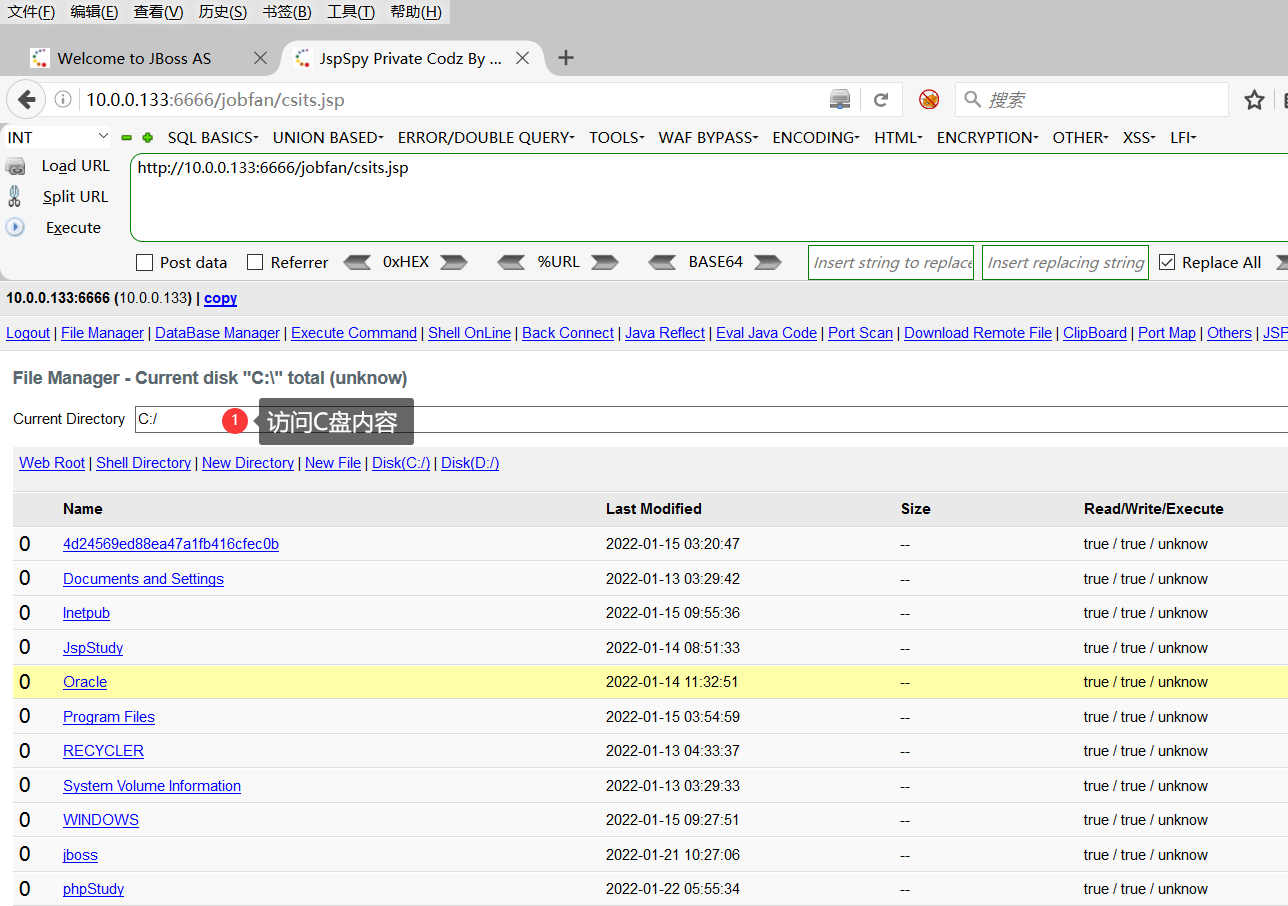 文件(F) 编辑(E) 查看(V) 历史(S) 书签(B) 工具(T) 帮助(H)
Welcome to JBoss AS JspSpy Private Codz By ...
10.0.0.133:6666/jobfan/csits.jsp 搜索
INT SQL BASICS UNION BASED ERROR/DOUBLE QUERY TOOLS WAF BYPASS ENCODING HTML ENCRYPTION OTHER XSS LFI
Load URL http://10.0.0.133:6666/jobfan/csits.jsp
Split URL
Execute
Post data Referrer 0xHEX %URL BASE64 Insert string to replace Insert replacing string Replace All
10.0.0.133:6666 (10.0.0.133) | copy
Logout | File Manager | DataBase Manager | Execute Command | Shell OnLine | Back Connect | Java Reflect | Eval Java Code | Port Scan | Download Remote File | ClipBoard | Port Map | Others | JSP
File Manager - Current disk "C:\" total (unknow)
Current Directory C:/ 1 访问C盘内容
Web Root | Shell Directory | New Directory | New File | Disk(C:/) | Disk(D:/)
Name Last Modified Size Read/Write/Execute
0 4d24569ed88ea47a1fb416cfec0b 2022-01-15 03:20:47 -- true / true / unknow
0 Documents and Settings 2022-01-13 03:29:42 -- true / true / unknow
0 Inetpub 2022-01-15 09:55:36 -- true / true / unknow
0 JspStudy 2022-01-14 08:51:33 -- true / true / unknow
0 Oracle 2022-01-14 11:32:51 -- true / true / unknow
0 Program Files 2022-01-15 03:54:59 -- true / true / unknow
0 RECYCLER 2022-01-13 04:33:37 -- true / true / unknow
0 System Volume Information 2022-01-13 03:29:33 -- true / true / unknow
0 WINDOWS 2022-01-15 09:27:51 -- true / true / unknow
0 jboss 2022-01-21 10:27:06 -- true / true / unknow
0 phpStudy 2022-01-22 05:55:34 -- true / true / unknow